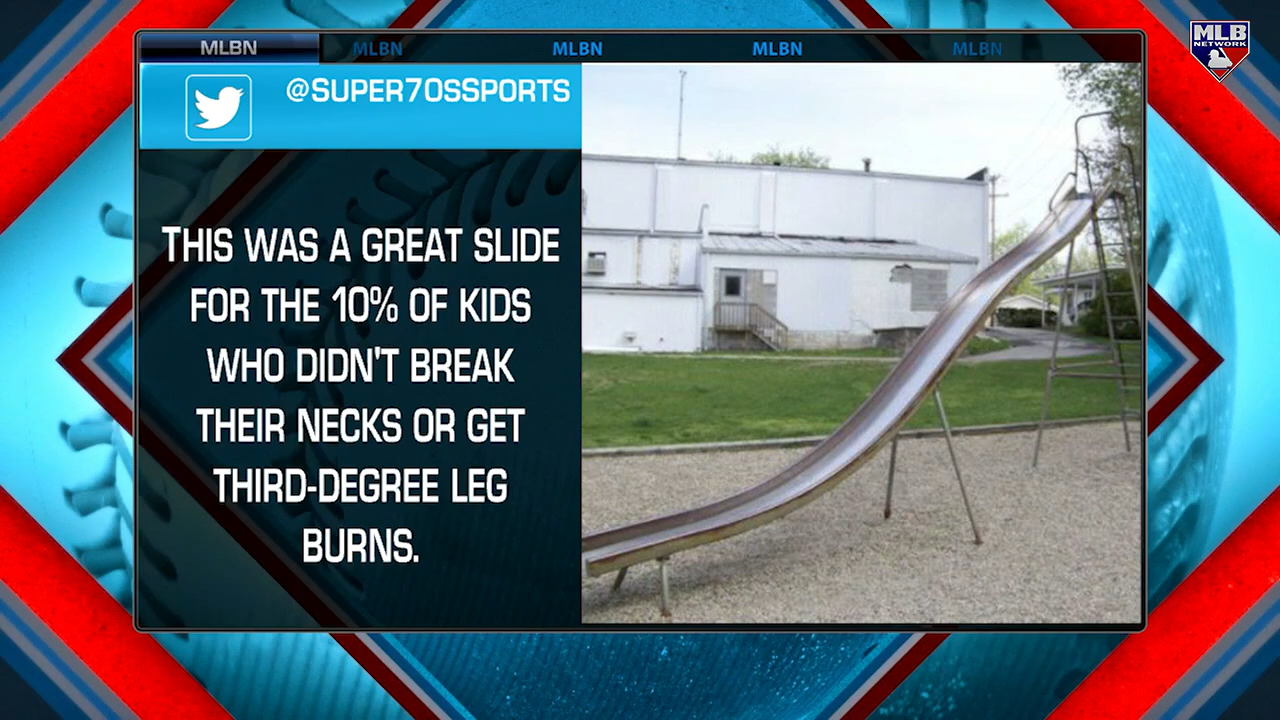 MLBN MLBN MLBN MLBN MLBN
MLB
NETWORK
@SUPER70SSPORTS
THIS WAS A GREAT SLIDE
FOR THE 10% OF KIDS
WHO DIDN'T BREAK
THEIR NECKS OR GET
THIRD-DEGREE LEG
BURNS.